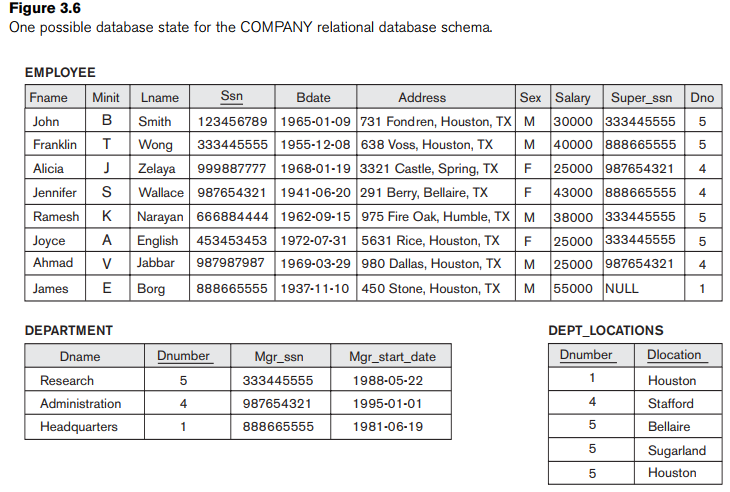 Figure 3.6
One possible database state for the COMPANY relational database schema.
EMPLOYEE
Fname Minit Lname Ssn Bdate Address Sex Salary Super_ssn Dno
John B Smith 123456789 1965-01-09 731 Fondren, Houston, TX M 30000 333445555 5
Franklin T Wong 333445555 1955-12-08 638 Voss, Houston, TX M 40000 888665555 5
Alicia J Zelaya 999887777 1968-01-19 3321 Castle, Spring, TX F 25000 987654321 4
Jennifer S Wallace 987654321 1941-06-20 291 Berry, Bellaire, TX F 43000 888665555 4
Ramesh K Narayan 666884444 1962-09-15 975 Fire Oak, Humble, TX M 38000 333445555 5
Joyce A English 453453453 1972-07-31 5631 Rice, Houston, TX F 25000 333445555 5
Ahmad V Jabbar 987987987 1969-03-29 980 Dallas, Houston, TX M 25000 987654321 4
James E Borg 888665555 1937-11-10 450 Stone, Houston, TX M 55000 NULL 1
DEPARTMENT
Dname Dnumber Mgr_ssn Mgr_start_date
Research 5 333445555 1988-05-22
Administration 4 987654321 1995-01-01
Headquarters 1 888665555 1981-06-19
DEPT_LOCATIONS
Dnumber Dlocation
1 Houston
4 Stafford
5 Bellaire
5 Sugarland
5 Houston